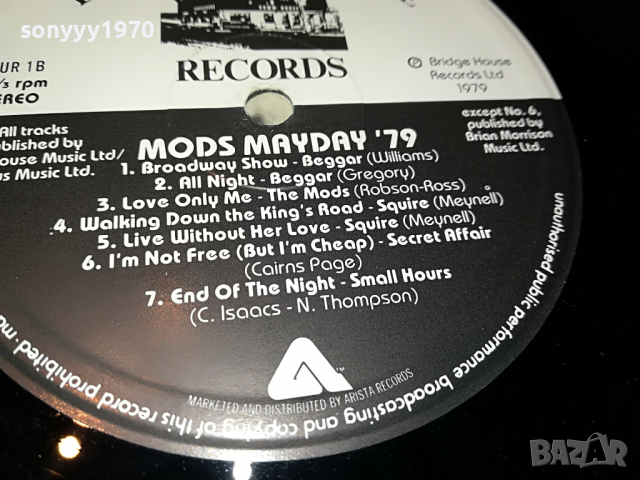 sonyyy1970
RECORDS
UR 1B
rpm
EREO
℗ Bridge House
Records Ltd
1979
All tracks
published by
House Music Ltd/
us Music Ltd.
except No. 6,
published by
Brian Morrison
Music Ltd.
MODS MAYDAY '79
1. Broadway Show - Beggar (Williams)
2. All Night - Beggar (Gregory)
3. Love Only Me - The Mods (Robson-Ross)
4. Walking Down the King's Road - Squire (Meynell)
5. Live Without Her Love - Squire (Meynell)
6. I'm Not Free (But I'm Cheap) - Secret Affair
(Cairns Page)
7. End Of The Night - Small Hours
(C. Isaacs - N. Thompson)
TM
MARKETED AND DISTRIBUTED BY ARISTA RECORDS
unauthorised public performance broadcasting and copying of this record prohibited.
BAZAR